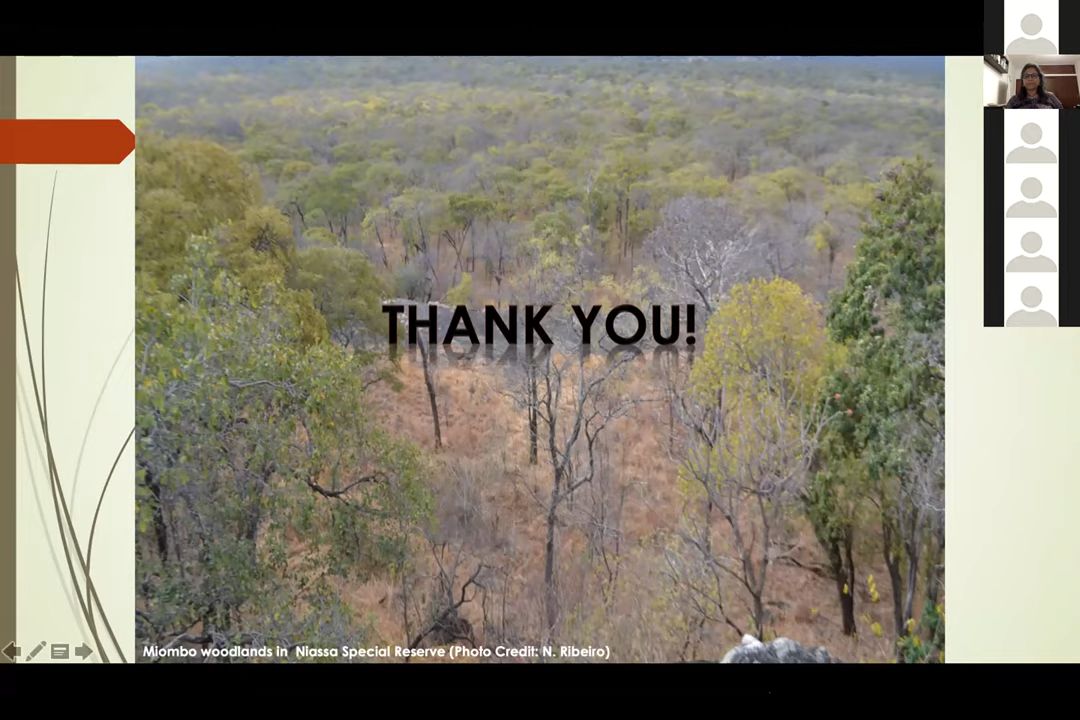 THANK YOU!
Miombo woodlands in  Niassa Special Reserve (Photo Credit: N. Ribeiro)